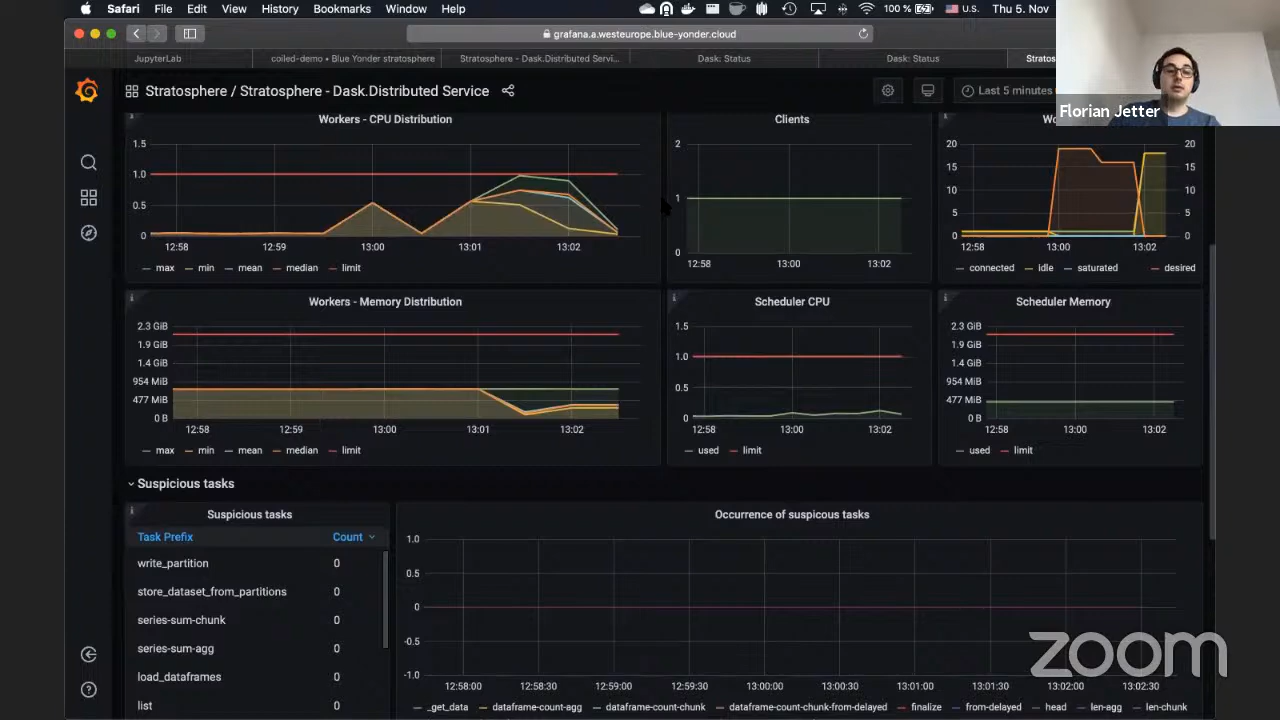 Safari File Edit View History Bookmarks Window Help 100 % U.S. Thu 5. Nov
grafana.a.westeurope.blue-yonder.cloud
JupyterLab coiled-demo • Blue Yonder stratosphere Stratosphere - Dask.Distributed Servi... Dask: Status Dask: Status Stratos
Florian Jetter
Stratosphere / Stratosphere - Dask.Distributed Service Last 5 minutes
Workers - CPU Distribution
1.5
1.0
0.5
0
12:58 12:59 13:00 13:01 13:02
max min mean median limit
Clients
2
1
0
12:58 13:00 13:02
Wo
20 20
15 15
10 10
5 5
0 0
12:58 13:00 13:02
connected idle saturated desired
Workers - Memory Distribution
2.3 GiB
1.9 GiB
1.4 GiB
954 MiB
477 MiB
0 B
12:58 12:59 13:00 13:01 13:02
max min mean median limit
Scheduler CPU
1.5
1.0
0.5
0
12:58 13:00 13:02
used limit
Scheduler Memory
2.3 GiB
1.9 GiB
1.4 GiB
954 MiB
477 MiB
0 B
12:58 13:00 13:02
used limit
Suspicious tasks
Suspicious tasks
Task Prefix Count
write_partition 0
store_dataset_from_partitions 0
series-sum-chunk 0
series-sum-agg 0
load_dataframes 0
list 0
Occurrence of suspicous tasks
1.0
0.5
0
-0.5
-1.0
12:58:00 12:58:30 12:59:00 12:59:30 13:00:00 13:00:30 13:01:00 13:01:30 13:02:00 13:02:30
_get_data dataframe-count-agg dataframe-count-chunk dataframe-count-chunk-from-delayed finalize from-delayed head len-agg len-chunk
zoom